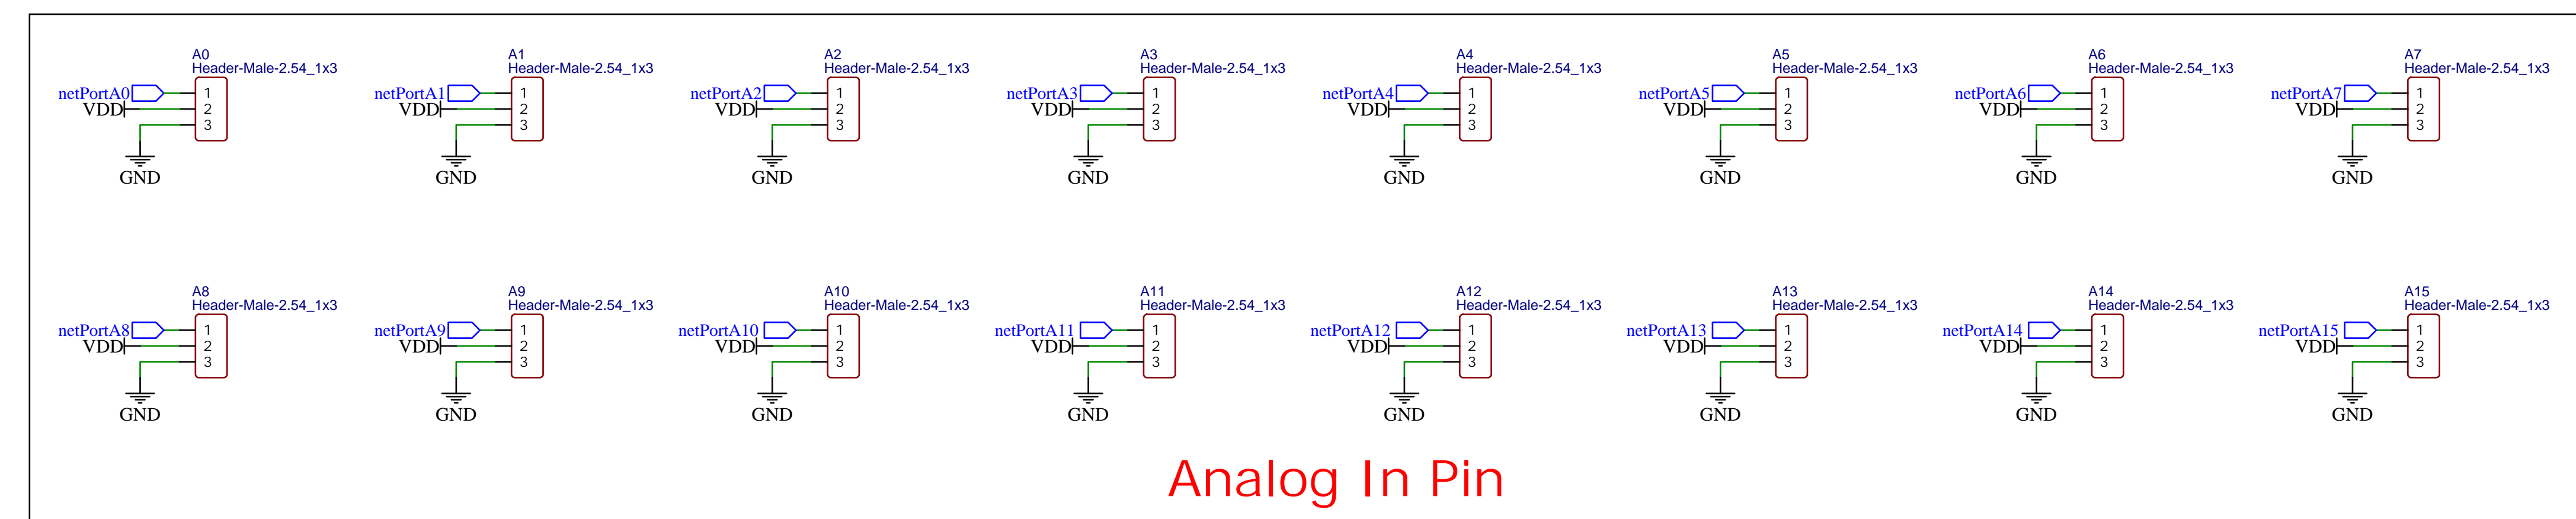 A0
Header-Male-2.54_1x3
netPortA0
1
VDD
2
3
GND
A1
Header-Male-2.54_1x3
netPortA1
1
VDD
2
3
GND
A2
Header-Male-2.54_1x3
netPortA2
1
VDD
2
3
GND
A3
Header-Male-2.54_1x3
netPortA3
1
VDD
2
3
GND
A4
Header-Male-2.54_1x3
netPortA4
1
VDD
2
3
GND
A5
Header-Male-2.54_1x3
netPortA5
1
VDD
2
3
GND
A6
Header-Male-2.54_1x3
netPortA6
1
VDD
2
3
GND
A7
Header-Male-2.54_1x3
netPortA7
1
VDD
2
3
GND
A8
Header-Male-2.54_1x3
netPortA8
1
VDD
2
3
GND
A9
Header-Male-2.54_1x3
netPortA9
1
VDD
2
3
GND
A10
Header-Male-2.54_1x3
netPortA10
1
VDD
2
3
GND
A11
Header-Male-2.54_1x3
netPortA11
1
VDD
2
3
GND
A12
Header-Male-2.54_1x3
netPortA12
1
VDD
2
3
GND
A13
Header-Male-2.54_1x3
netPortA13
1
VDD
2
3
GND
A14
Header-Male-2.54_1x3
netPortA14
1
VDD
2
3
GND
A15
Header-Male-2.54_1x3
netPortA15
1
VDD
2
3
GND
Analog In Pin